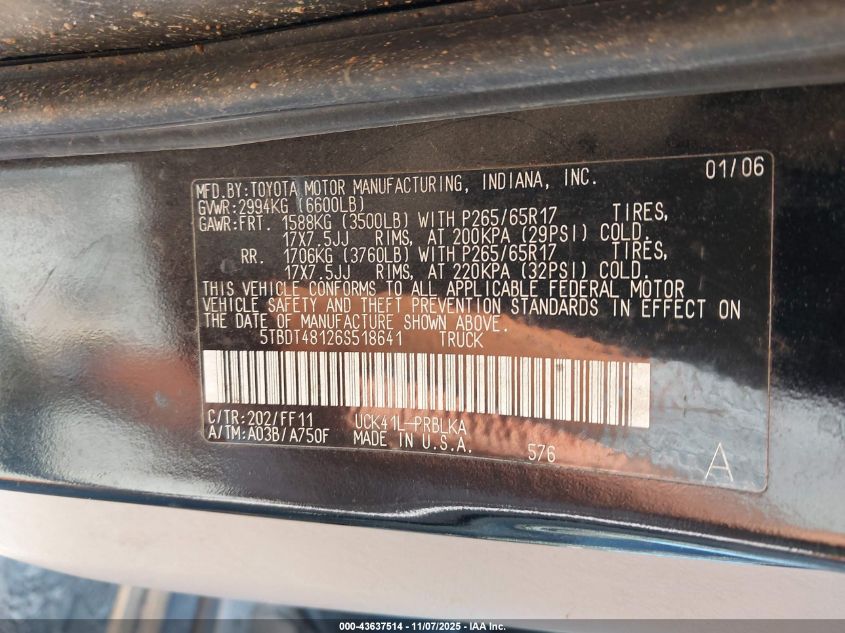 01/06
MFD.BY:TOYOTA MOTOR MANUFACTURING, INDIANA, INC.
GVWR:2994KG (6600LB)
GAWR:FRT. 1588KG (3500LB) WITH P265/65R17 TIRES,
17X7.5JJ RIMS, AT 200KPA (29PSI) COLD.
RR. 1706KG (3760LB) WITH P265/65R17 TIRES,
17X7.5JJ RIMS, AT 220KPA (32PSI) COLD.
THIS VEHICLE CONFORMS TO ALL APPLICABLE FEDERAL MOTOR
VEHICLE SAFETY AND THEFT PREVENTION STANDARDS IN EFFECT ON
THE DATE OF MANUFACTURE SHOWN ABOVE.
5TBDT48126S518641 TRUCK
C/TR:202/FF11 UCK41L-PRBLKA
A/TM:A03B/A750F MADE IN U.S.A. 576 A
000-43637514 - 11/07/2025 - IAA Inc.